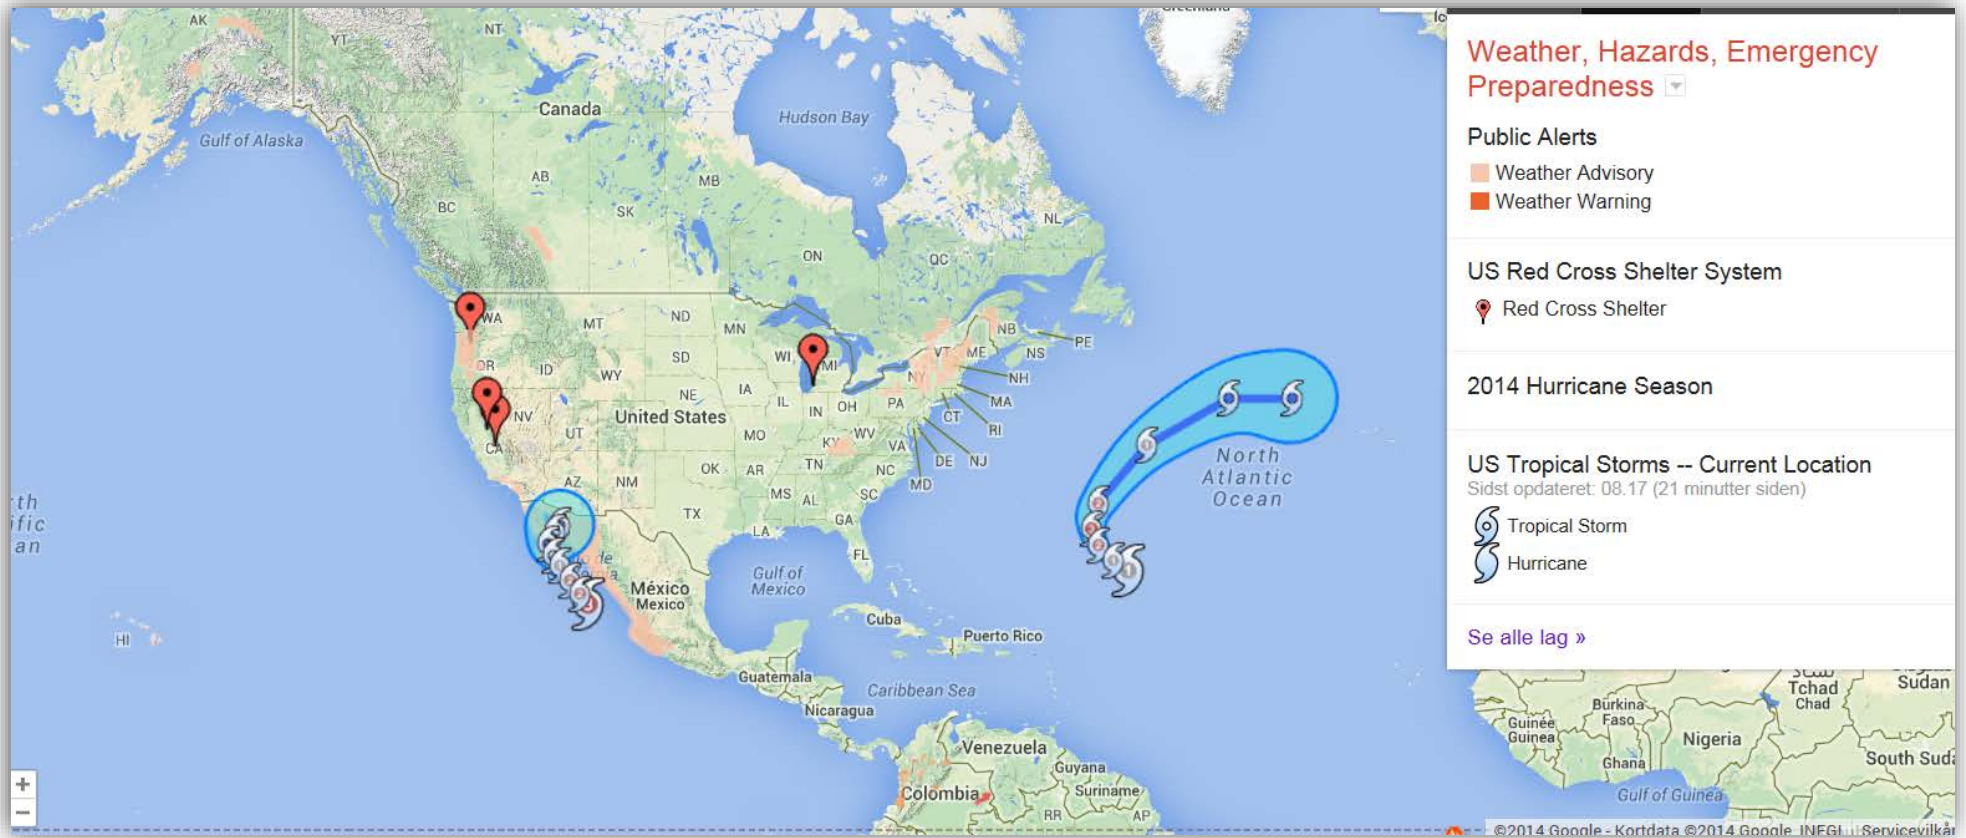 AK
YT
NT
Greenland
Canada
Hudson Bay
Gulf of Alaska
AB
MB
BC
SK
NL
ON
QC
WA
MT
ND
MN
NB
PE
OR
ID
WY
SD
WI
MI
VT
ME
NS
NY
NH
NE
IA
IL
IN
OH
PA
MA
CT
RI
NV
UT
United States
MO
KY
WV
VA
DE
NJ
CA
OK
AR
TN
NC
MD
AZ
NM
MS
AL
SC
TX
LA
GA
FL
North
Atlantic
Ocean
México
Mexico
Gulf of
Mexico
HI
Cuba
Puerto Rico
Guatemala
Caribbean Sea
Nicaragua
Venezuela
Guyana
Suriname
Colombia
RR
AP
Weather, Hazards, Emergency
Preparedness
Public Alerts
Weather Advisory
Weather Warning
US Red Cross Shelter System
Red Cross Shelter
2014 Hurricane Season
US Tropical Storms -- Current Location
Sidst opdateret: 08.17 (21 minutter siden)
Tropical Storm
Hurricane
Se alle lag »
Tchad
Chad
Sudan
Burkina
Faso
Guinée
Guinea
Nigeria
Ghana
South Suda
Gulf of Guinea
©2014 Google - Kortdata ©2014 Google, INEGI
Servicevilkår